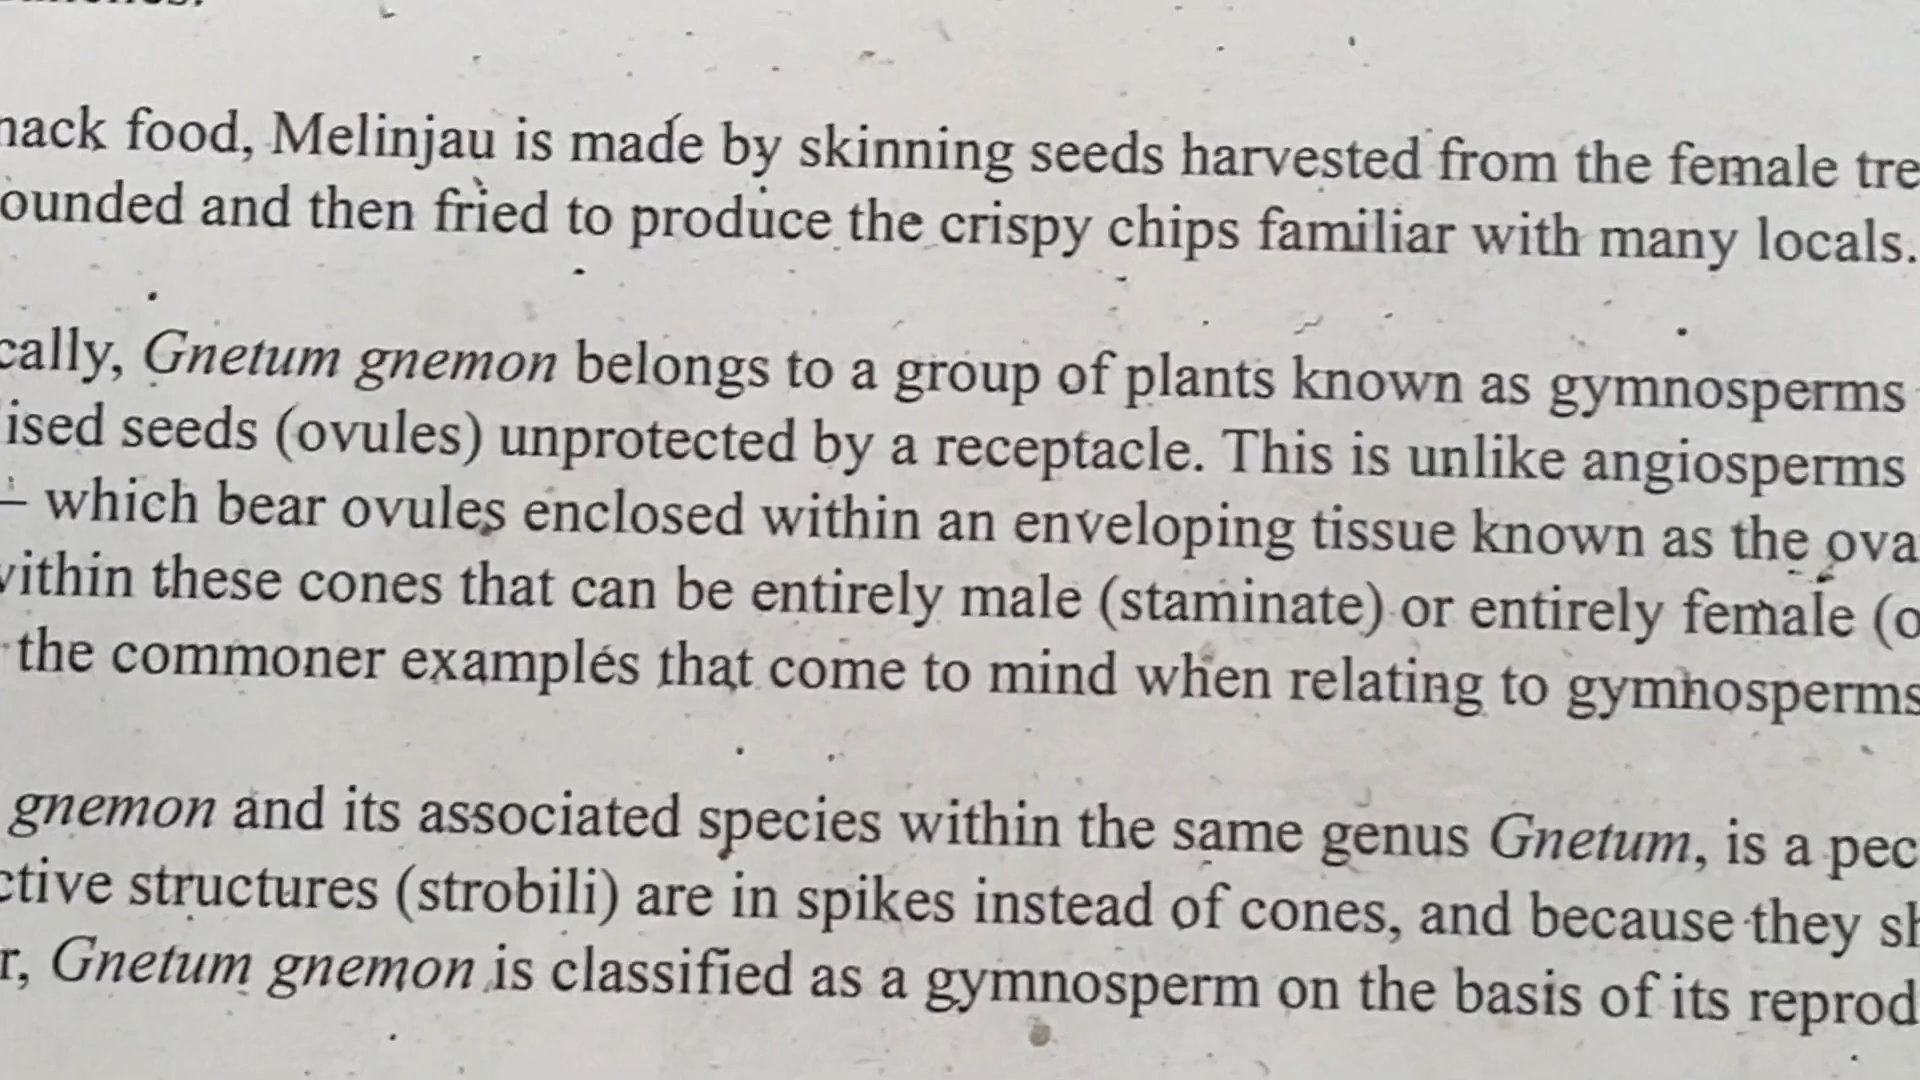 nack food, Melinjau is made by skinning seeds harvested from the female tre
ounded and then fried to produce the crispy chips familiar with many locals.
cally, Gnetum gnemon belongs to a group of plants known as gymnosperms
ised seeds (ovules) unprotected by a receptacle. This is unlike angiosperms
– which bear ovules enclosed within an enveloping tissue known as the ova
within these cones that can be entirely male (staminate) or entirely female (o
the commoner examples that come to mind when relating to gymnosperms
gnemon and its associated species within the same genus Gnetum, is a pec
ctive structures (strobili) are in spikes instead of cones, and because they sh
r, Gnetum gnemon is classified as a gymnosperm on the basis of its reprod